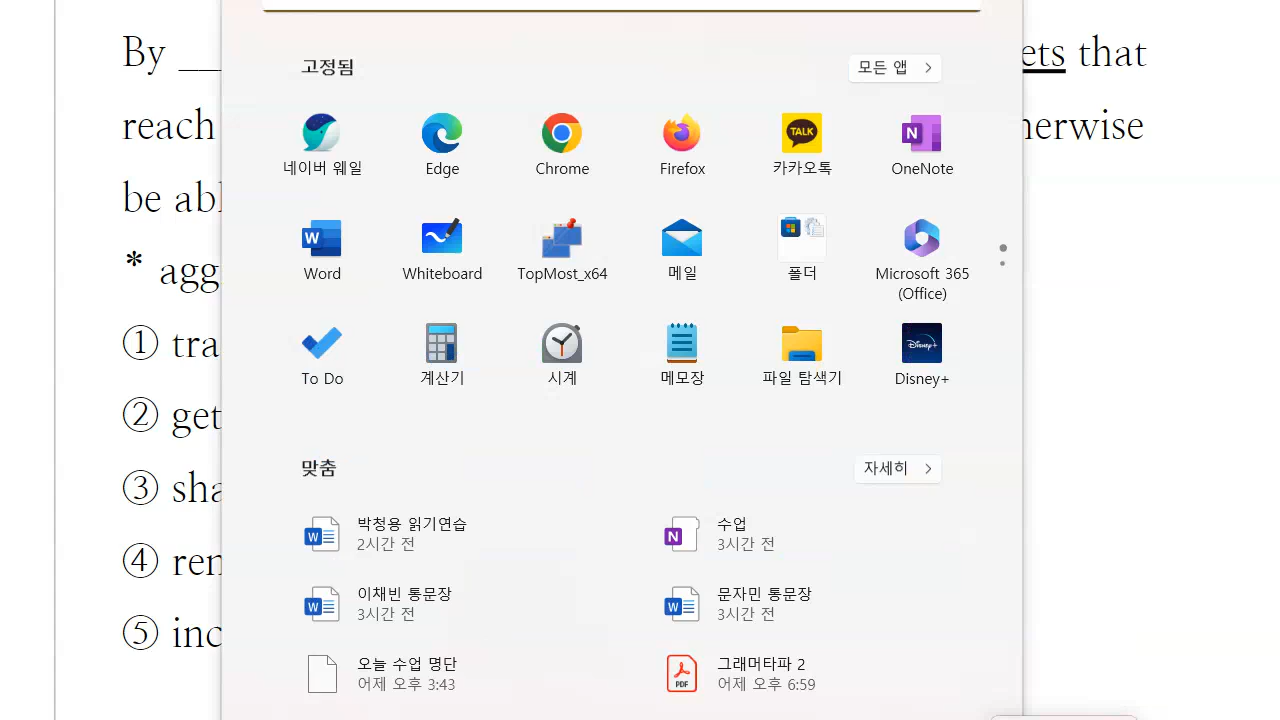 By __ ets that
reach herwise
be abl
* agg
① tra
② get
③ sha
④ ren
⑤ inc
고정됨
모든 앱
네이버 웨일 Edge Chrome Firefox 카카오톡 OneNote
Word Whiteboard TopMost_x64 메일 폴더 Microsoft 365
(Office)
To Do 계산기 시계 메모장 파일 탐색기 Disney+
맞춤
자세히
박청용 읽기연습
2시간 전
수업
3시간 전
이채빈 통문장
3시간 전
문자민 통문장
3시간 전
오늘 수업 명단
어제 오후 3:43
그래머타파 2
어제 오후 6:59